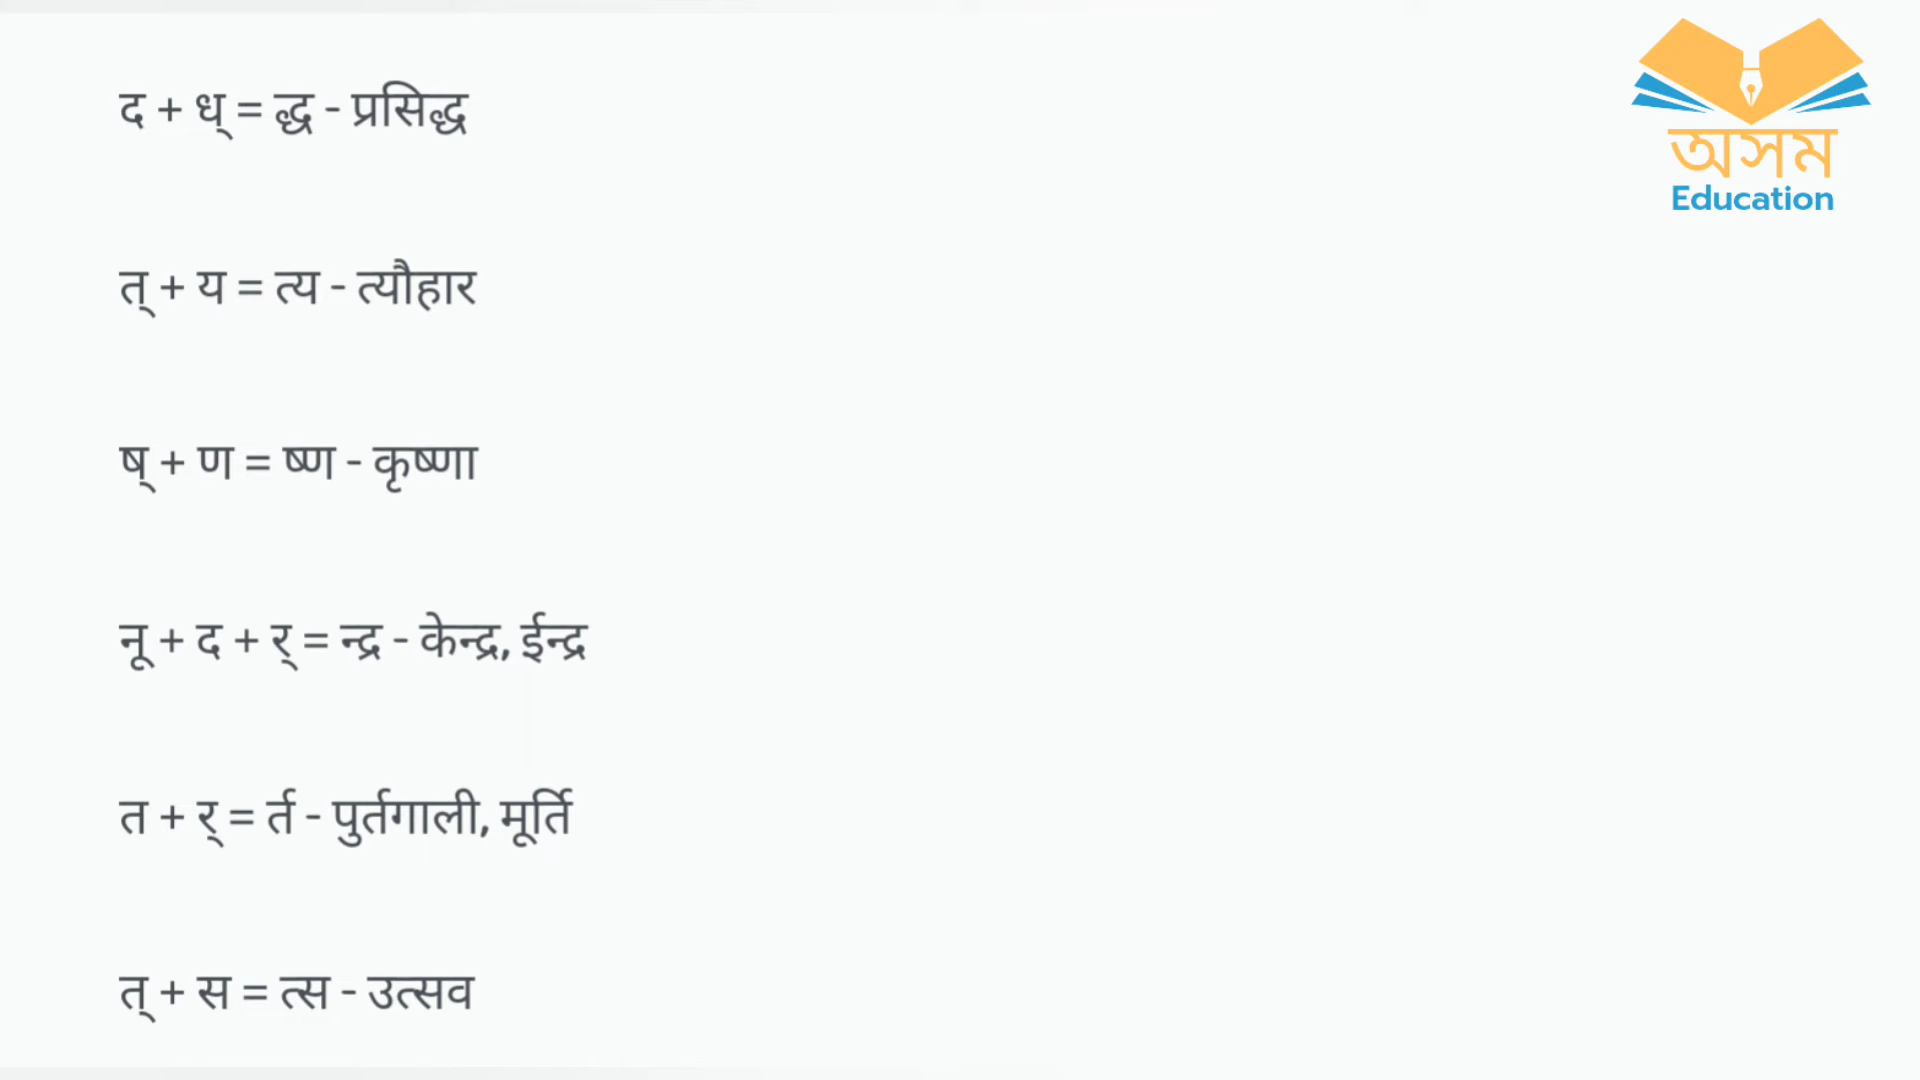 द + ध् = द्ध - प्रसिद्ध
त् + य = त्य - त्यौहार
ष् + ण = ष्ण - कृष्णा
नू + द + र् = न्द्र - केन्द्र, ईन्द्र
त + र् = र्त - पुर्तगाली, मूर्ति
त् + स = त्स - उत्सव
অসম
Education